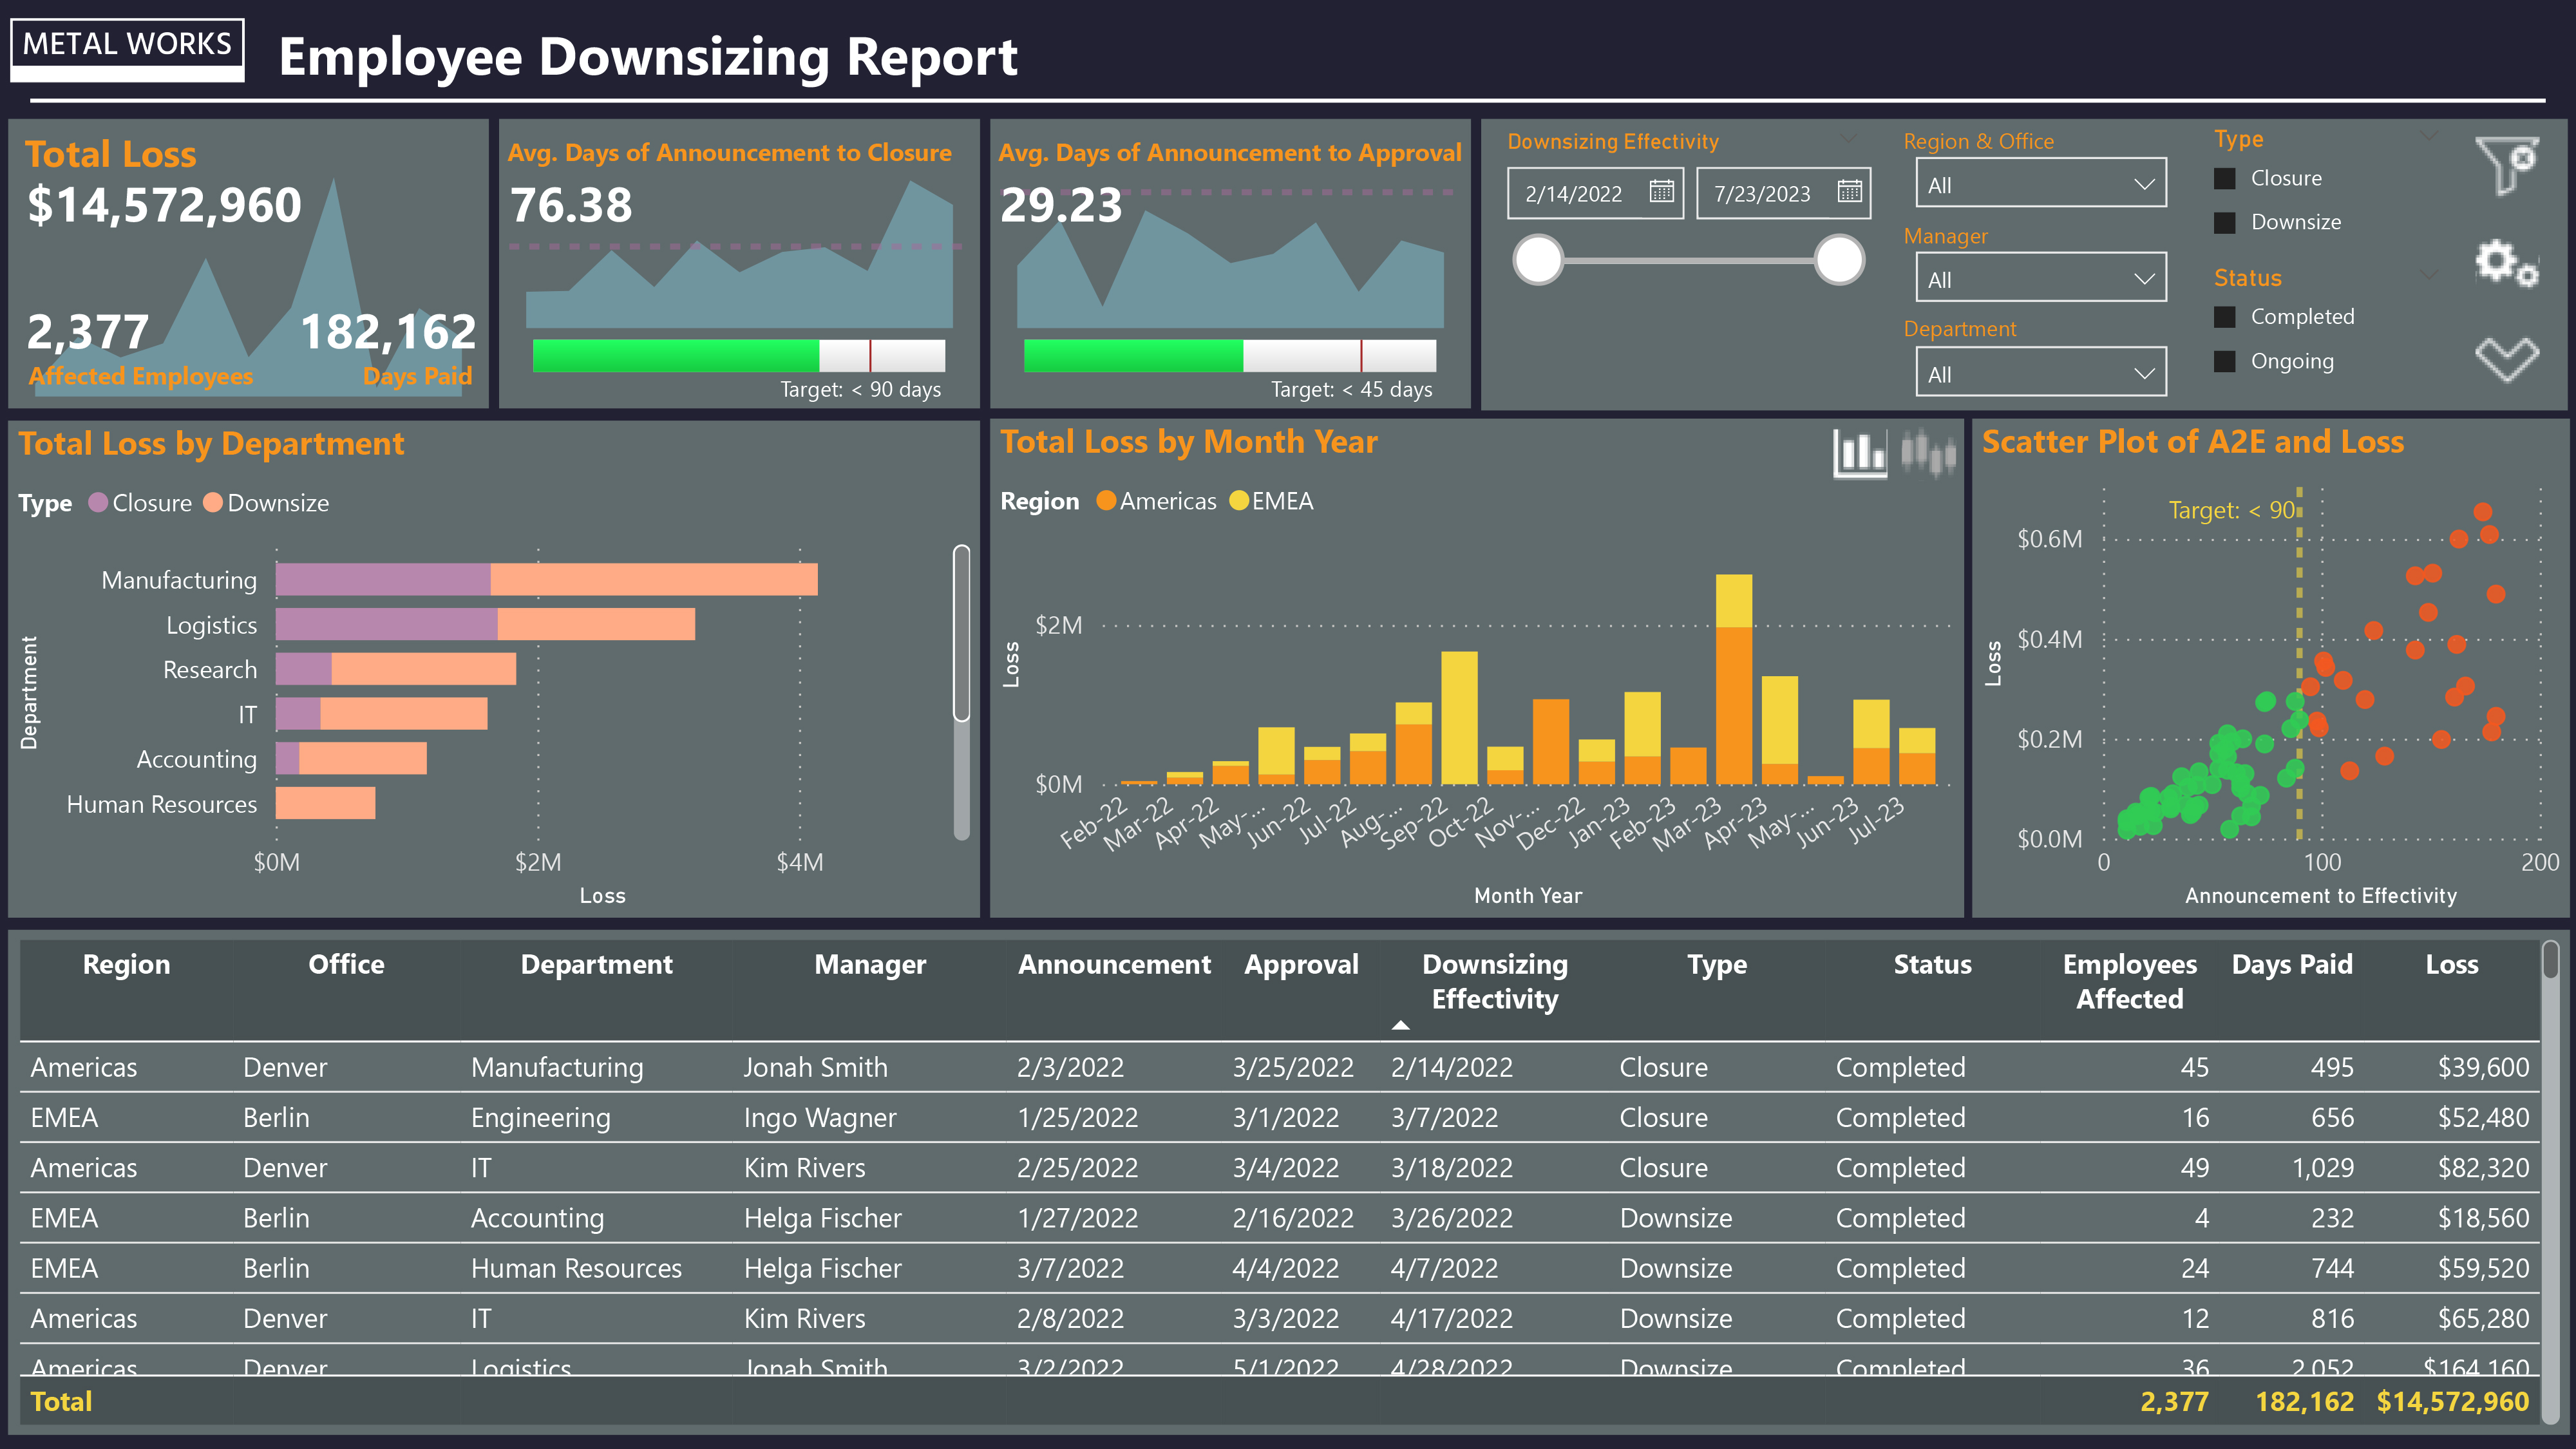 METAL WORKS
Employee Downsizing Report
Total Loss
$14,572,960
2,377
182,162
Affected Employees
Days Paid
Avg. Days of Announcement to Closure
76.38
Target: < 90 days
Avg. Days of Announcement to Approval
29.23
Target: < 45 days
Downsizing Effectivity
2/14/2022
7/23/2023
Region & Office
All
Manager
All
Department
All
Type
Closure
Downsize
Status
Completed
Ongoing
Total Loss by Department
Type Closure Downsize
Department
Manufacturing
Logistics
Research
IT
Accounting
Human Resources
$0M $2M $4M
Loss
Total Loss by Month Year
Region Americas EMEA
Loss
$2M
$0M
Feb-22 Mar-22 Apr-22 May-... Jun-22 Jul-22 Aug-... Sep-22 Oct-22 Nov-... Dec-22 Jan-23 Feb-23 Mar-23 Apr-23 May-... Jun-23 Jul-23
Month Year
Scatter Plot of A2E and Loss
Target: < 90
Loss
$0.6M
$0.4M
$0.2M
$0.0M
0 100 200
Announcement to Effectivity
Region Office Department Manager Announcement Approval Downsizing Effectivity Type Status Employees Affected Days Paid Loss
Americas Denver Manufacturing Jonah Smith 2/3/2022 3/25/2022 2/14/2022 Closure Completed 45 495 $39,600
EMEA Berlin Engineering Ingo Wagner 1/25/2022 3/1/2022 3/7/2022 Closure Completed 16 656 $52,480
Americas Denver IT Kim Rivers 2/25/2022 3/4/2022 3/18/2022 Closure Completed 49 1,029 $82,320
EMEA Berlin Accounting Helga Fischer 1/27/2022 2/16/2022 3/26/2022 Downsize Completed 4 232 $18,560
EMEA Berlin Human Resources Helga Fischer 3/7/2022 4/4/2022 4/7/2022 Downsize Completed 24 744 $59,520
Americas Denver IT Kim Rivers 2/8/2022 3/3/2022 4/17/2022 Downsize Completed 12 816 $65,280
Americas Denver Logistics Jonah Smith 3/2/2022 5/1/2022 4/28/2022 Downsize Completed 36 2,052 $164,160
Total 2,377 182,162 $14,572,960